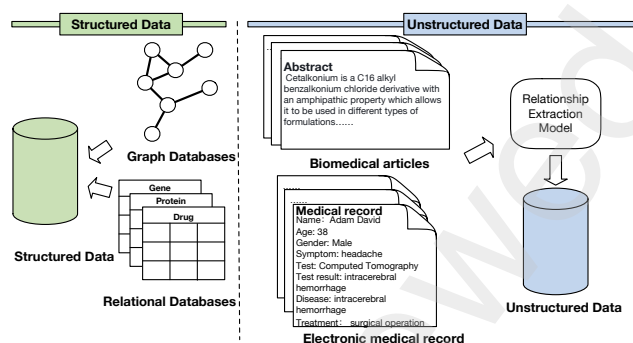 Structured Data
Graph Databases
Gene
Protein
Drug
Structured Data
Relational Databases
Unstructured Data
...
Abstract
Cetalkonium is a C16 alkyl
benzalkonium chloride derivative with
an amphipathic property which allows
it to be used in different types of
formulations......
Biomedical articles
Relationship
Extraction
Model
......
......
Medical record
Name: Adam David
Age: 38
Gender: Male
Symptom: headache
Test: Computed Tomography
Test result: intracerebral
hemorrhage
Disease: intracerebral
hemorrhage
Treatment: surgical operation
Electronic medical record
Unstructured Data